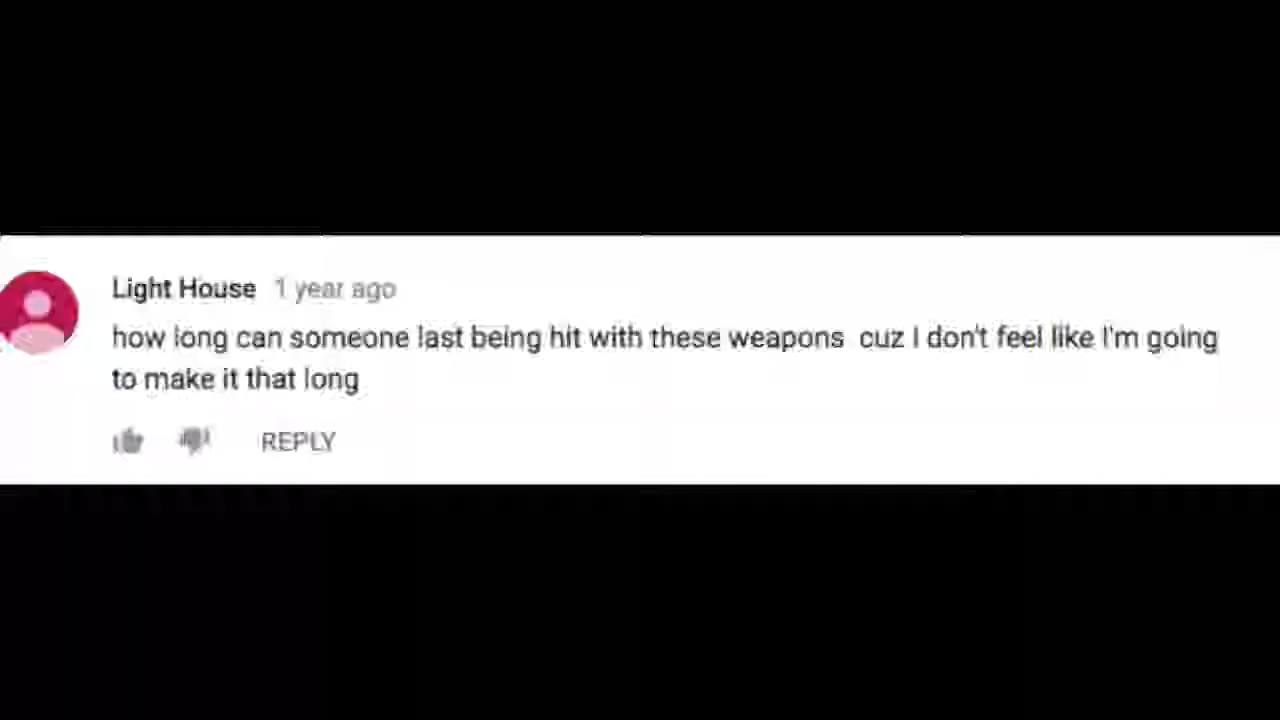 Light House 1 year ago
how long can someone last being hit with these weapons  cuz I don't feel like I'm going
to make it that long
REPLY